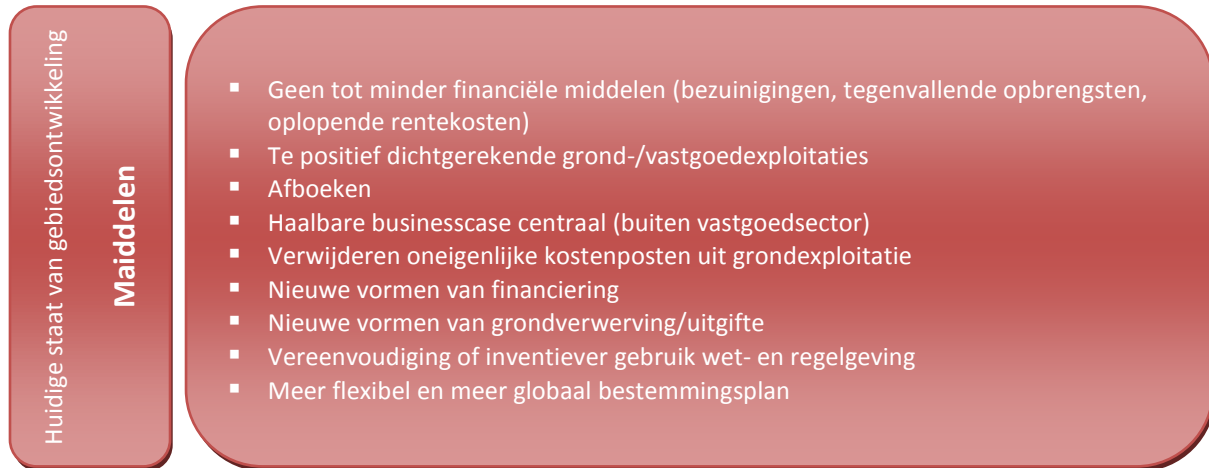 Huidige staat van gebiedsontwikkeling
Maiddelen
▪ Geen tot minder financiële middelen (bezuinigingen, tegenvallende opbrengsten,
oplopende rentekosten)
▪ Te positief dichtgerekende grond-/vastgoedexploitaties
▪ Afboeken
▪ Haalbare businesscase centraal (buiten vastgoedsector)
▪ Verwijderen oneigenlijke kostenposten uit grondexploitatie
▪ Nieuwe vormen van financiering
▪ Nieuwe vormen van grondverwerving/uitgifte
▪ Vereenvoudiging of inventiever gebruik wet- en regelgeving
▪ Meer flexibel en meer globaal bestemmingsplan